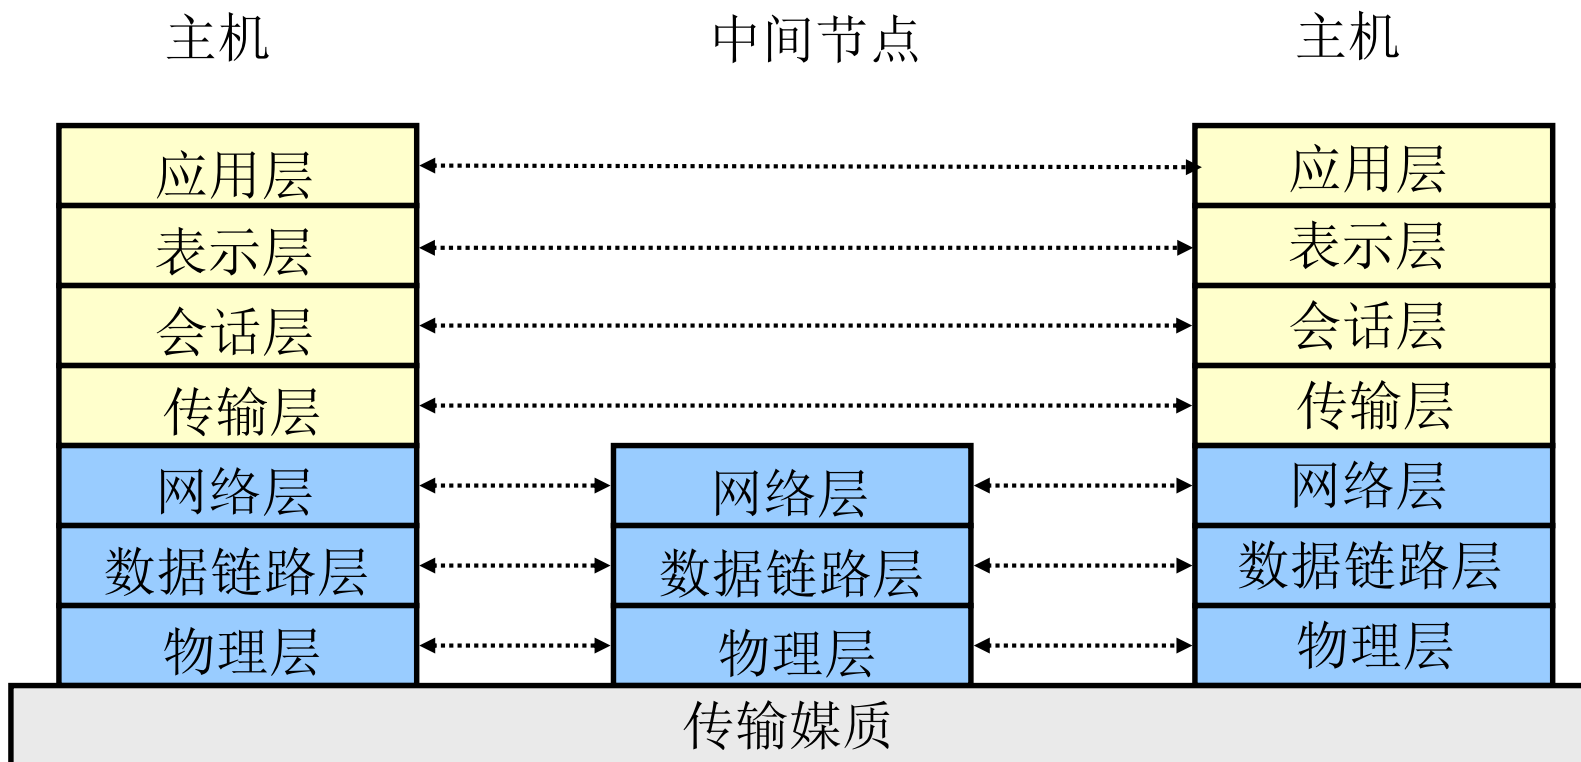 主机 中间节点 主机
应用层 应用层
表示层 表示层
会话层 会话层
传输层 传输层
网络层 网络层 网络层
数据链路层 数据链路层 数据链路层
物理层 物理层 物理层
传输媒质